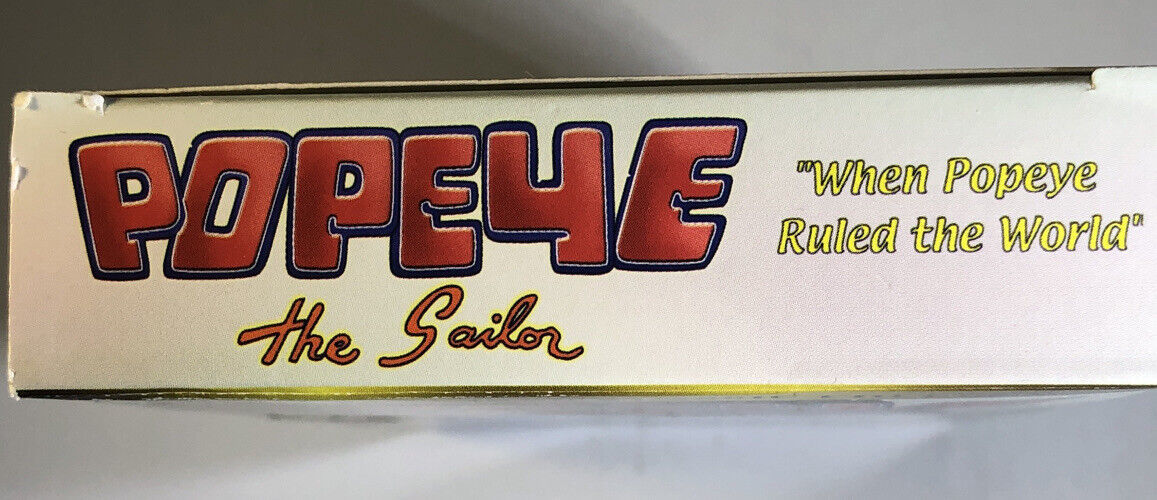 POPEYE
the Sailor
"When Popeye
Ruled the World"